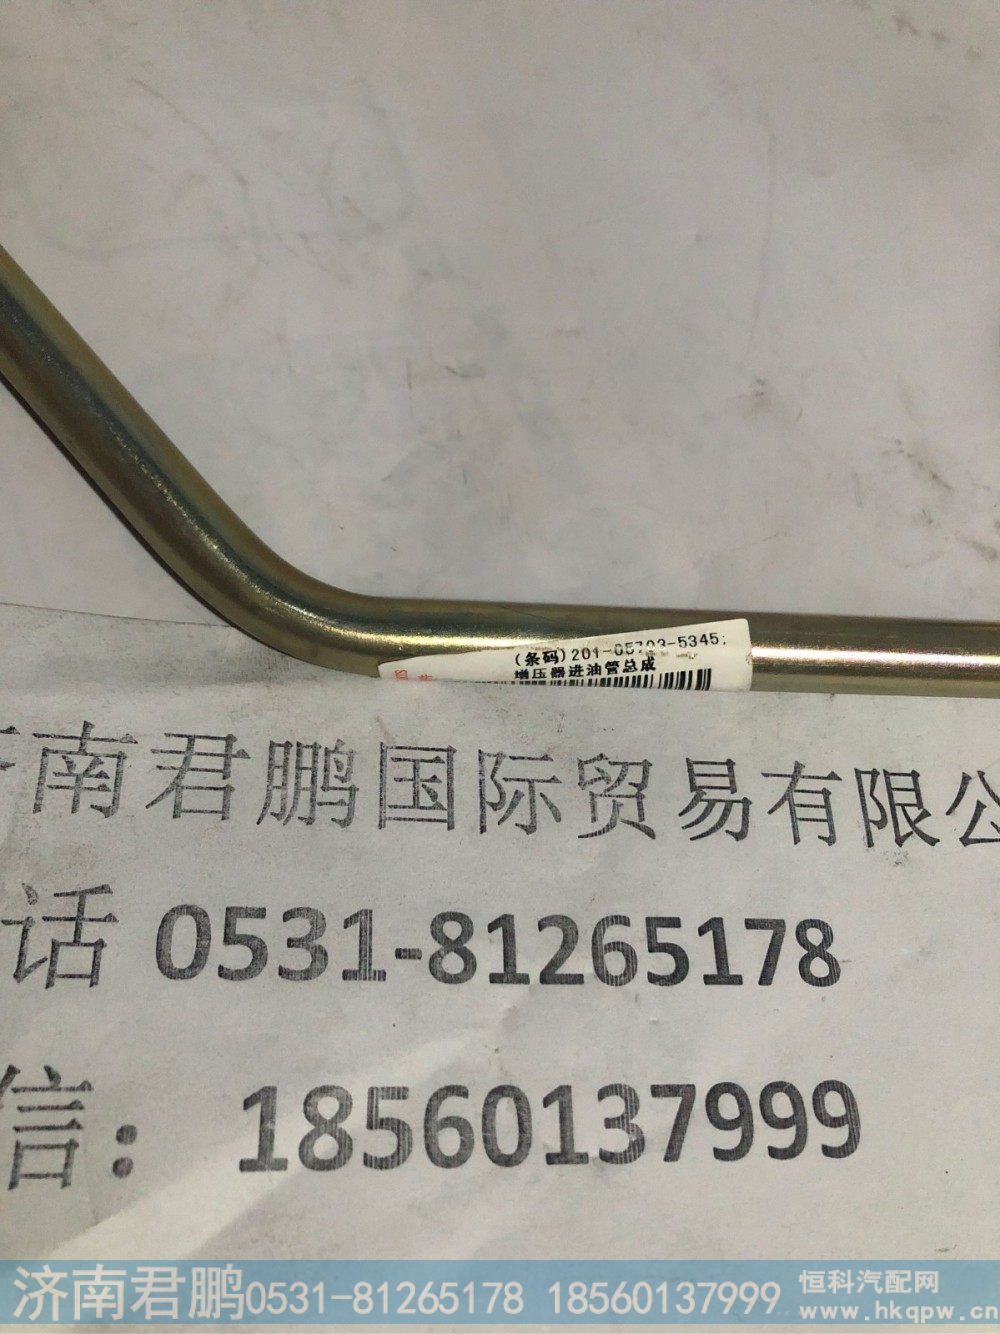 (条码)201-05703-5345;
增压器进油管总成
济南君鹏国际贸易有限公
话 0531-81265178
信： 18560137999
济南君鹏0531-81265178 18560137999
恒科汽配网
www.hkqpw.cn